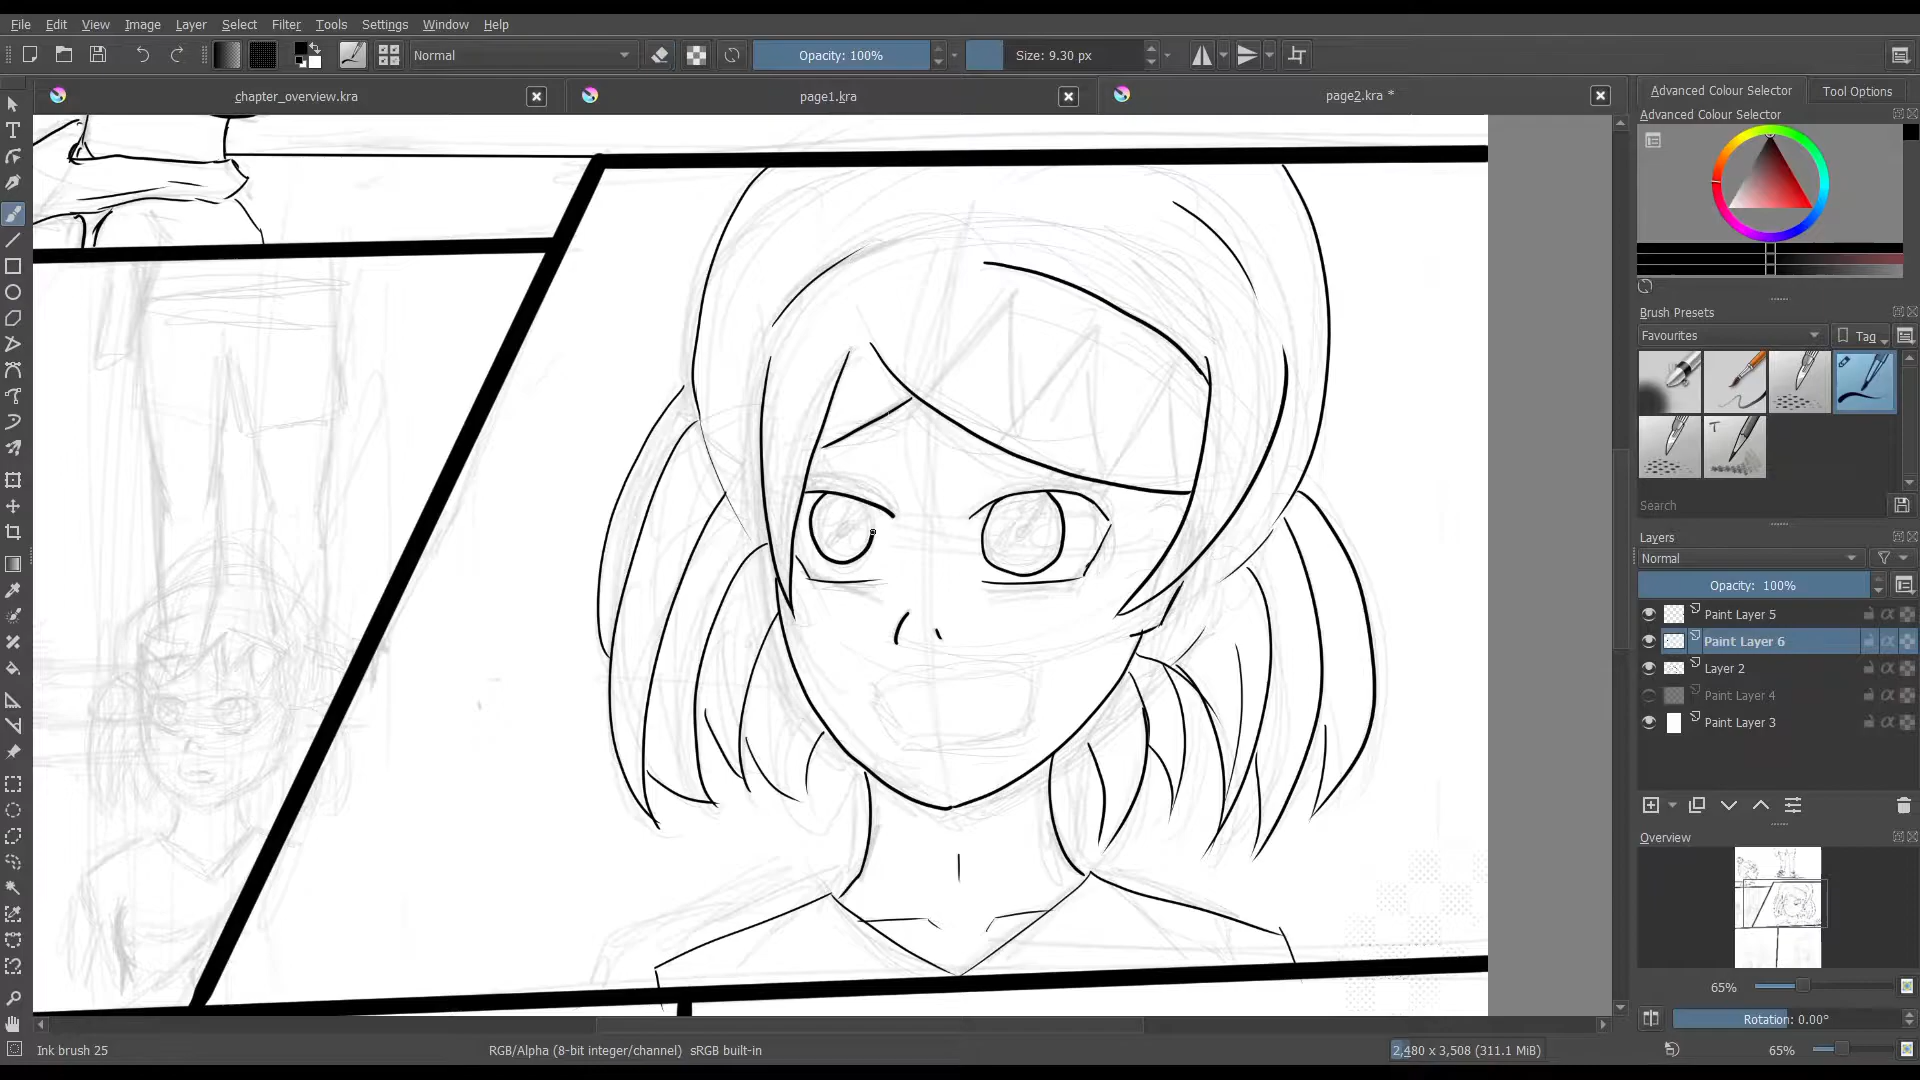 File Edit View Image Layer Select Filter Tools Settings Window Help
Normal Opacity: 100% Size: 9.30 px
chapter_overview.kra page1.kra page2.kra *
Advanced Colour Selector Tool Options
Advanced Colour Selector
Brush Presets
Favourites Tag
T
Search
Layers
Normal
Opacity: 100%
Paint Layer 5
Paint Layer 6
Layer 2
Paint Layer 4
Paint Layer 3
Overview
65%
Rotation: 0.00°
Ink brush 25 RGB/Alpha (8-bit integer/channel) sRGB built-in 2,480 x 3,508 (311.1 MiB) 65%